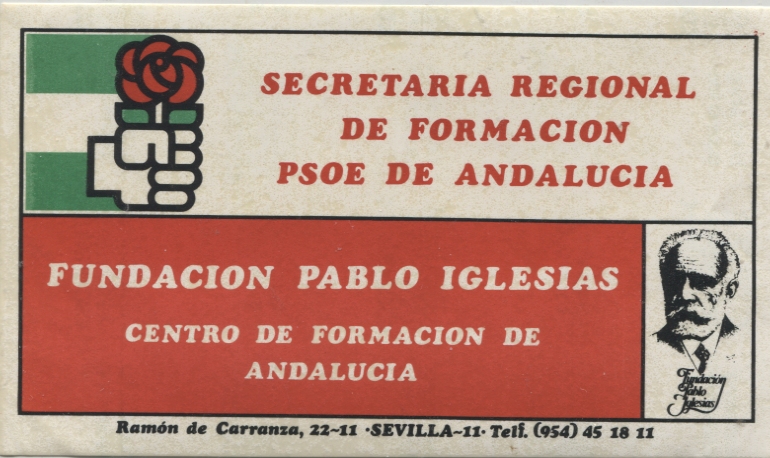 SECRETARIA REGIONAL
DE FORMACION
PSOE DE ANDALUCIA
FUNDACION PABLO IGLESIAS
CENTRO DE FORMACION DE
ANDALUCIA
Fundación
Pablo
Iglesias
Ramón de Carranza, 22~11 ·SEVILLA~11· Telf. (954) 45 18 11